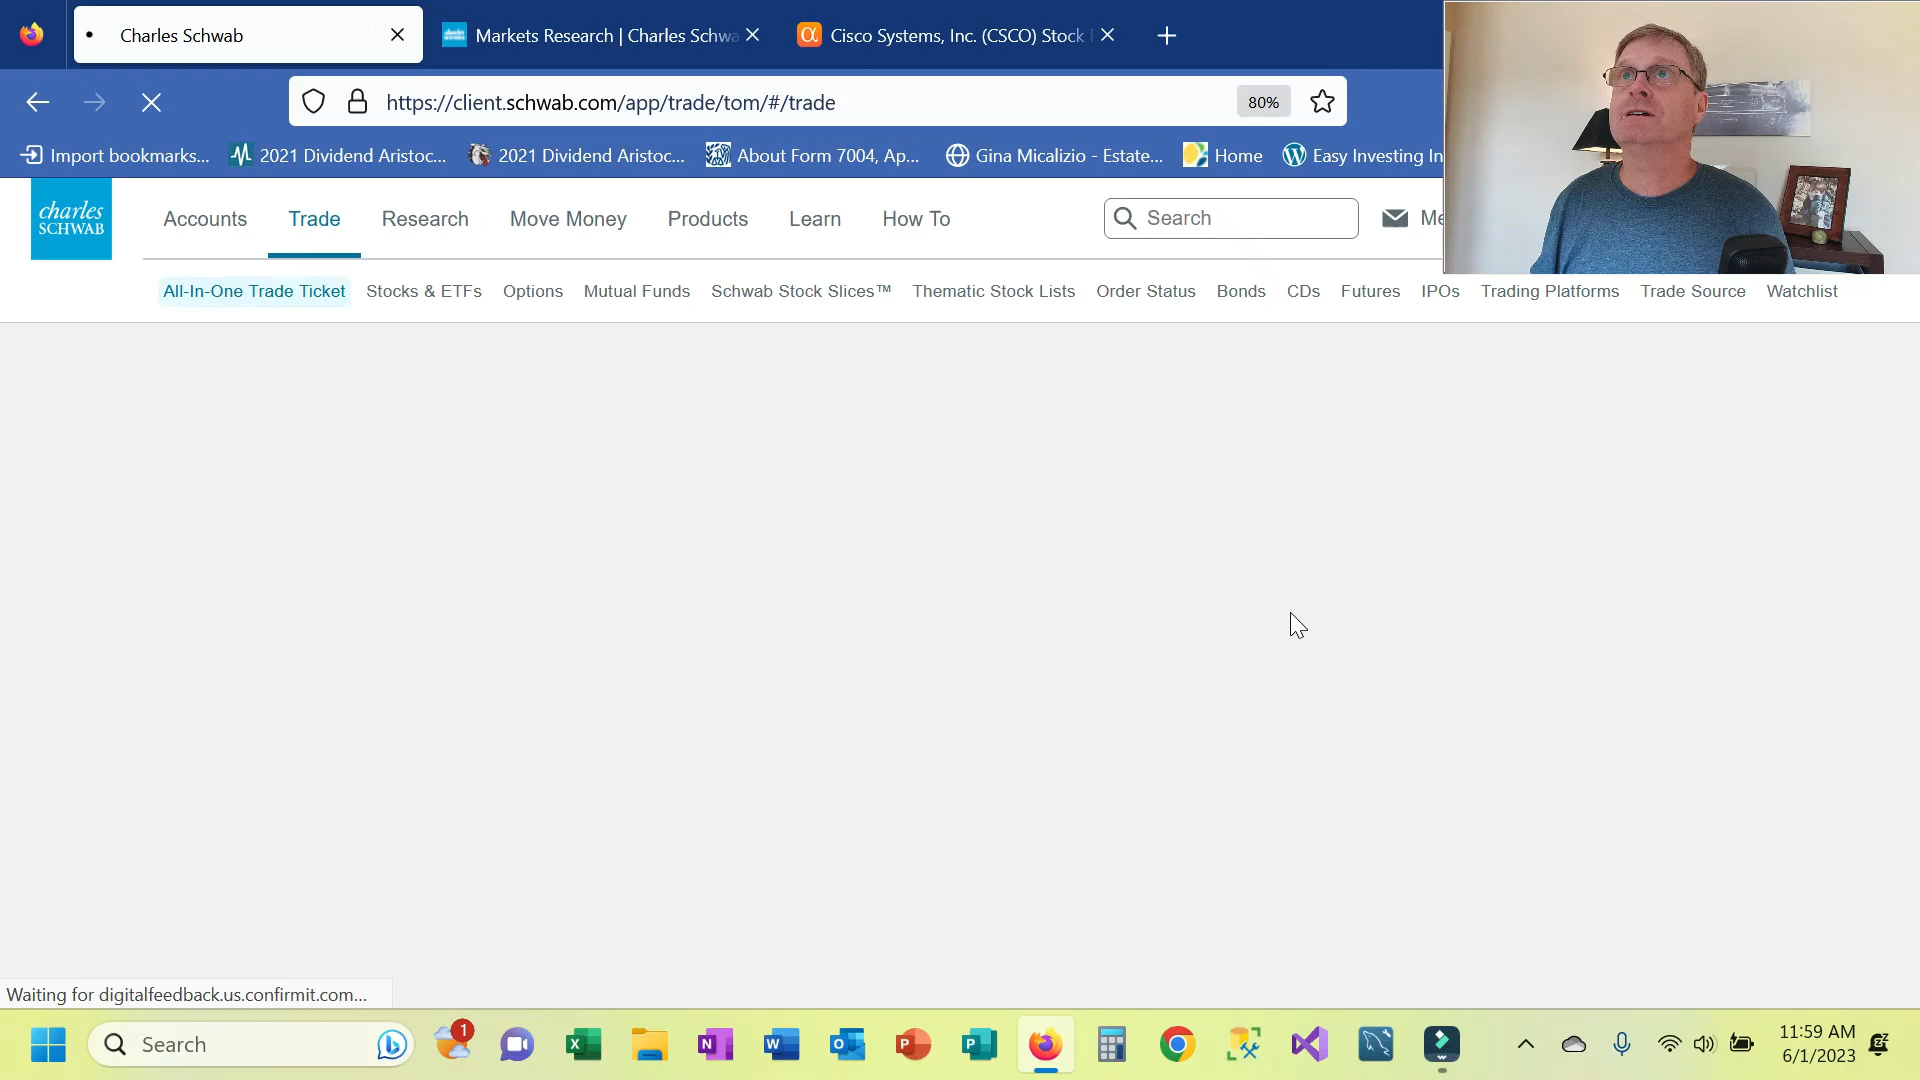 Charles Schwab
Markets Research | Charles Schwa
Cisco Systems, Inc. (CSCO) Stock
https://client.schwab.com/app/trade/tom/#/trade
80%
Import bookmarks...
2021 Dividend Aristoc...
2021 Dividend Aristoc...
About Form 7004, Ap...
Gina Micalizio - Estate...
Home
Easy Investing In
charles
SCHWAB
Accounts
Trade
Research
Move Money
Products
Learn
How To
Search
Me
All-In-One Trade Ticket
Stocks & ETFs
Options
Mutual Funds
Schwab Stock Slices™
Thematic Stock Lists
Order Status
Bonds
CDs
Futures
IPOs
Trading Platforms
Trade Source
Watchlist
Waiting for digitalfeedback.us.confirmit.com...
Search
1
11:59 AM
6/1/2023